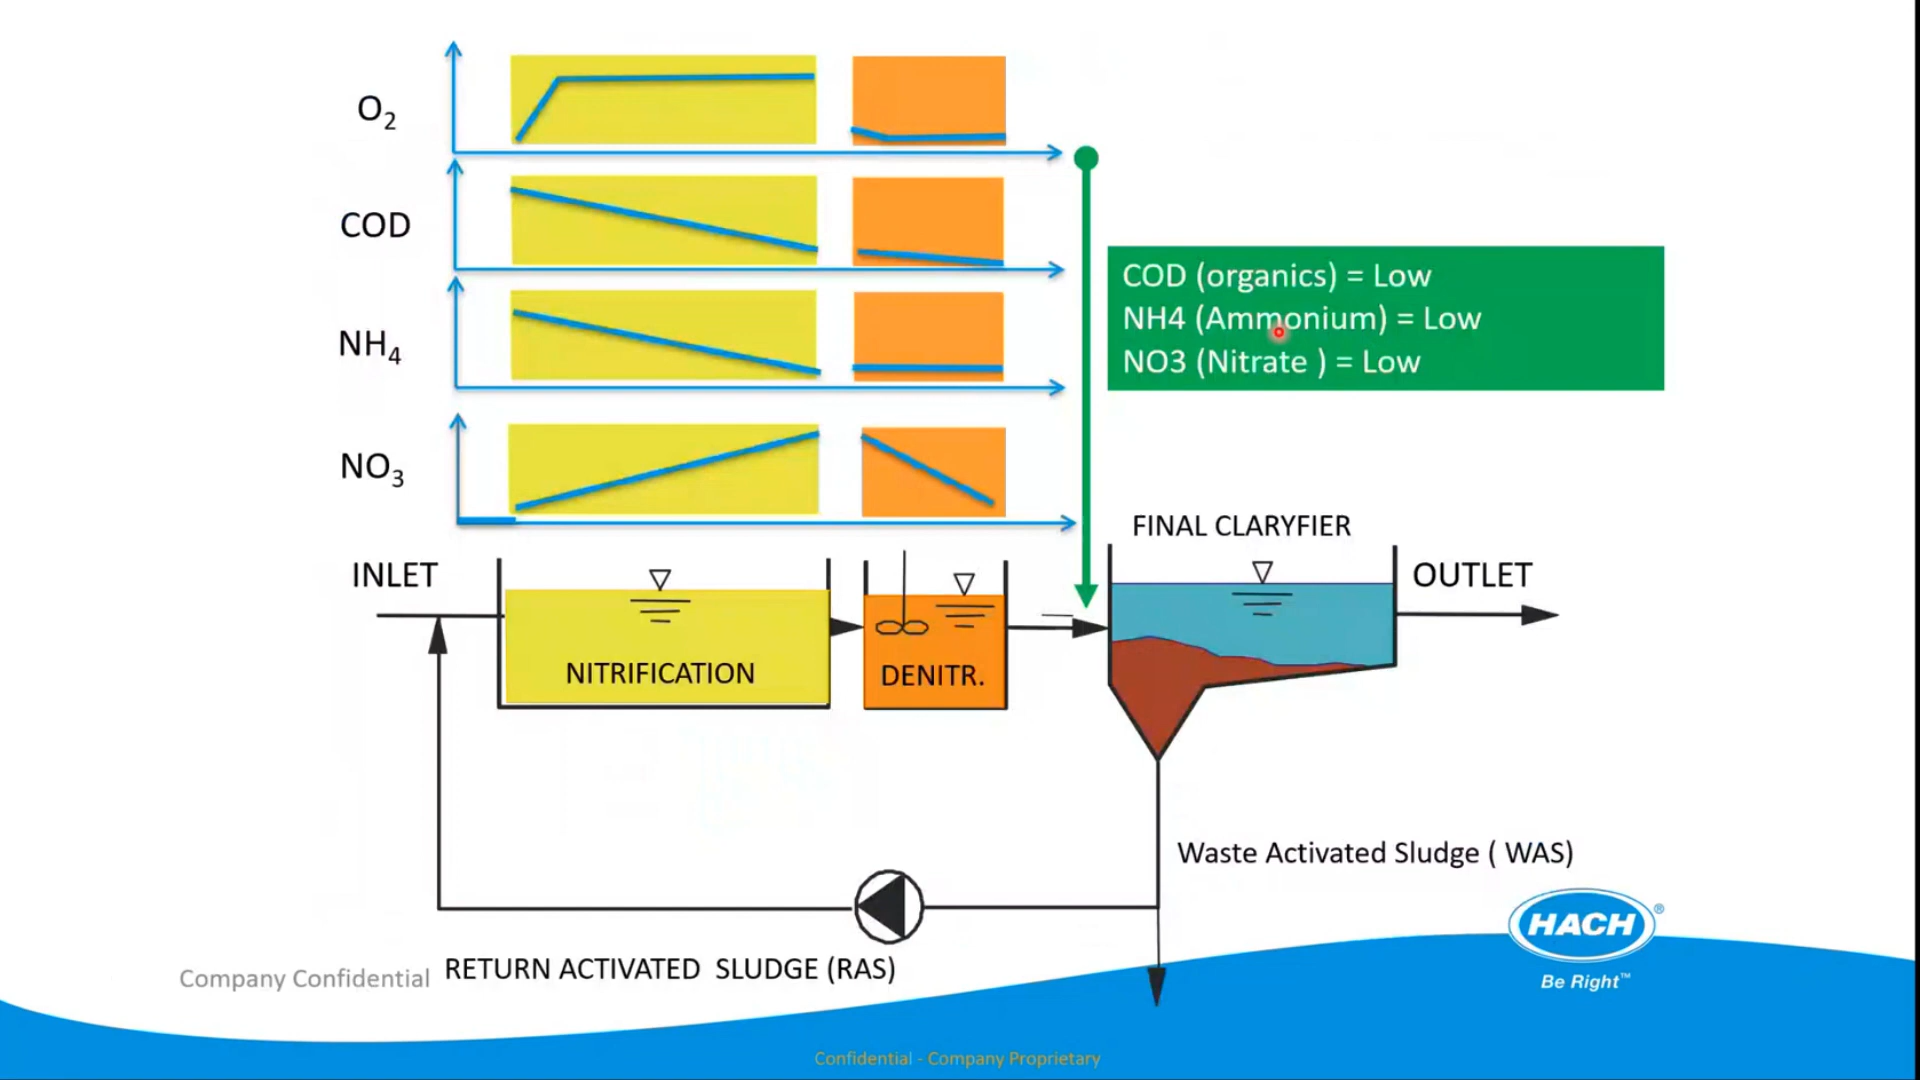 O2
COD
NH4
NO3
COD (organics) = Low
NH4 (Ammonium) = Low
NO3 (Nitrate ) = Low
FINAL CLARYFIER
INLET
OUTLET
NITRIFICATION
DENITR.
Waste Activated Sludge ( WAS)
HACH®
Be Right™
Company Confidential
RETURN ACTIVATED SLUDGE (RAS)
Confidential - Company Proprietary